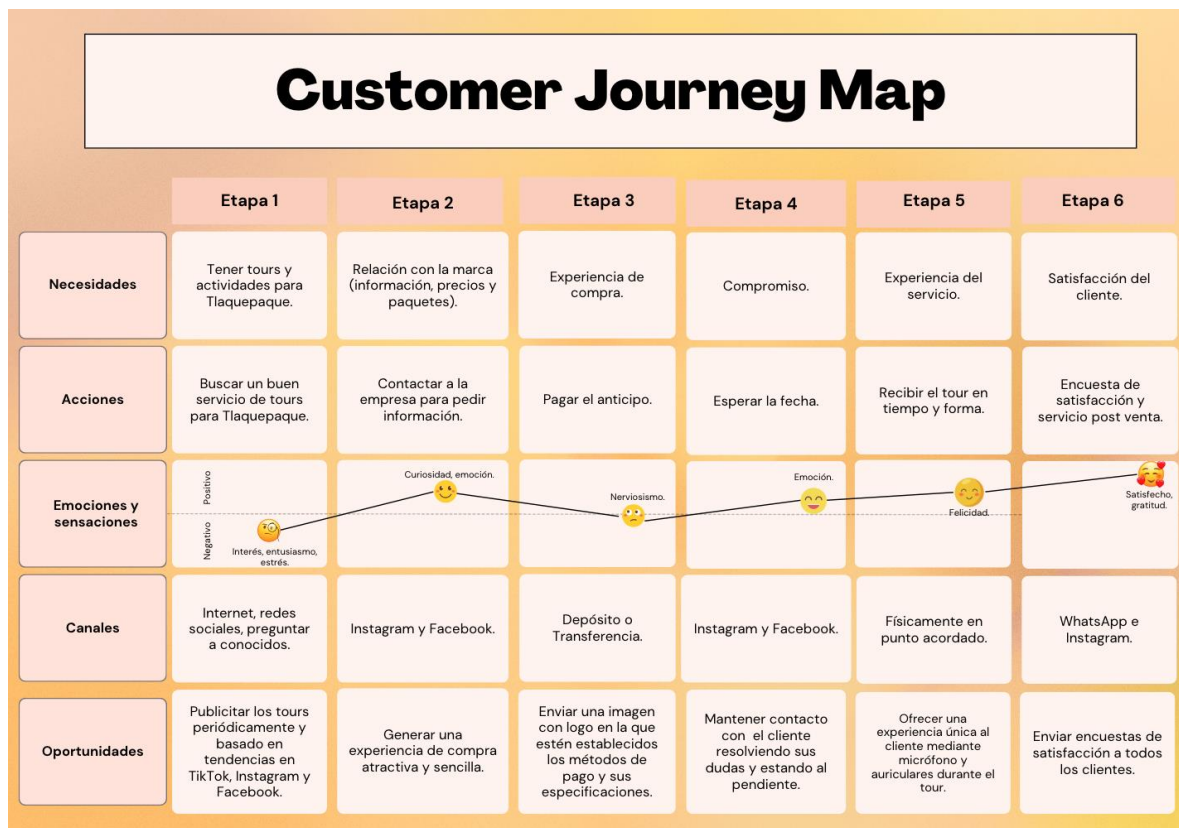 Customer Journey Map
Etapa 1
Etapa 2
Etapa 3
Etapa 4
Etapa 5
Etapa 6
Necesidades
Tener tours y
actividades para
Tlaquepaque.
Relación con la marca
(información, precios y
paquetes).
Experiencia de
compra.
Compromiso.
Experiencia del
servicio.
Satisfacción del
cliente.
Acciones
Buscar un buen
servicio de tours
para Tlaquepaque.
Contactar a la
empresa para pedir
información.
Pagar el anticipo.
Esperar la fecha.
Recibir el tour en
tiempo y forma.
Encuesta de
satisfacción y
servicio post venta.
Emociones y
sensaciones
Positivo
Negativo
Interés, entusiasmo,
estrés.
Curiosidad, emoción.
Nerviosismo.
Emoción.
Felicidad.
Satisfecho,
gratitud.
Canales
Internet, redes
sociales, preguntar
a conocidos.
Instagram y Facebook.
Depósito o
Transferencia.
Instagram y Facebook.
Físicamente en
punto acordado.
WhatsApp e
Instagram.
Oportunidades
Publicitar los tours
periódicamente y
basado en
tendencias en
TikTok, Instagram y
Facebook.
Generar una
experiencia de compra
atractiva y sencilla.
Enviar una imagen
con logo en la que
estén establecidos
los métodos de
pago y sus
especificaciones.
Mantener contacto
con el cliente
resolviendo sus
dudas y estando al
pendiente.
Ofrecer una
experiencia única al
cliente mediante
micrófono y
auriculares durante el
tour.
Enviar encuestas de
satisfacción a todos
los clientes.